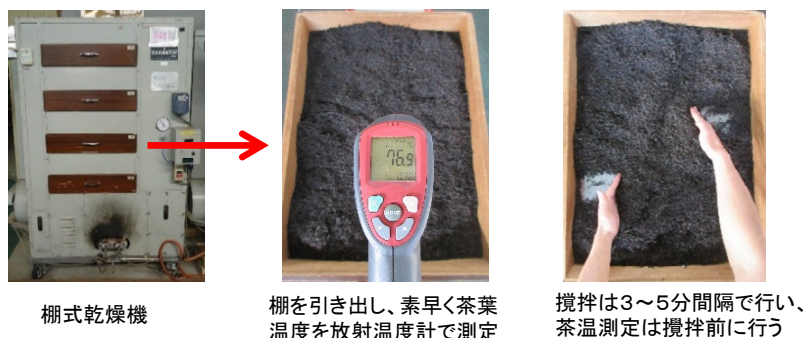 76.9
MODE
棚式乾燥機
棚を引き出し、素早く茶葉
温度を放射温度計で測定
攪拌は3～5分間隔で行い、
茶温測定は攪拌前に行う